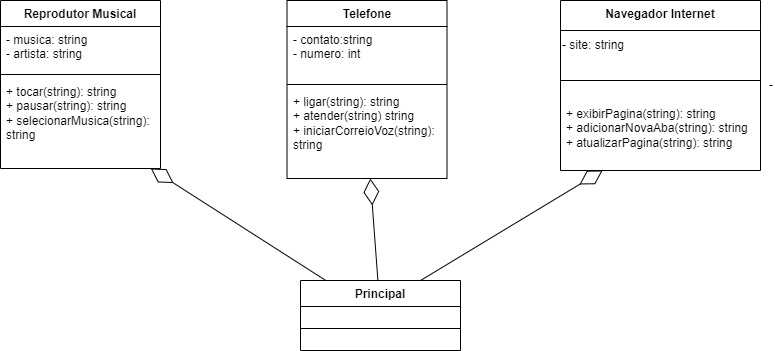 Reprodutor Musical
- musica: string
- artista: string
+ tocar(string): string
+ pausar(string): string
+ selecionarMusica(string):
string
Telefone
- contato:string
- numero: int
+ ligar(string): string
+ atender(string) string
+ iniciarCorreioVoz(string):
string
Navegador Internet
- site: string
+ exibirPagina(string): string
+ adicionarNovaAba(string): string
+ atualizarPagina(string): string
-
Principal